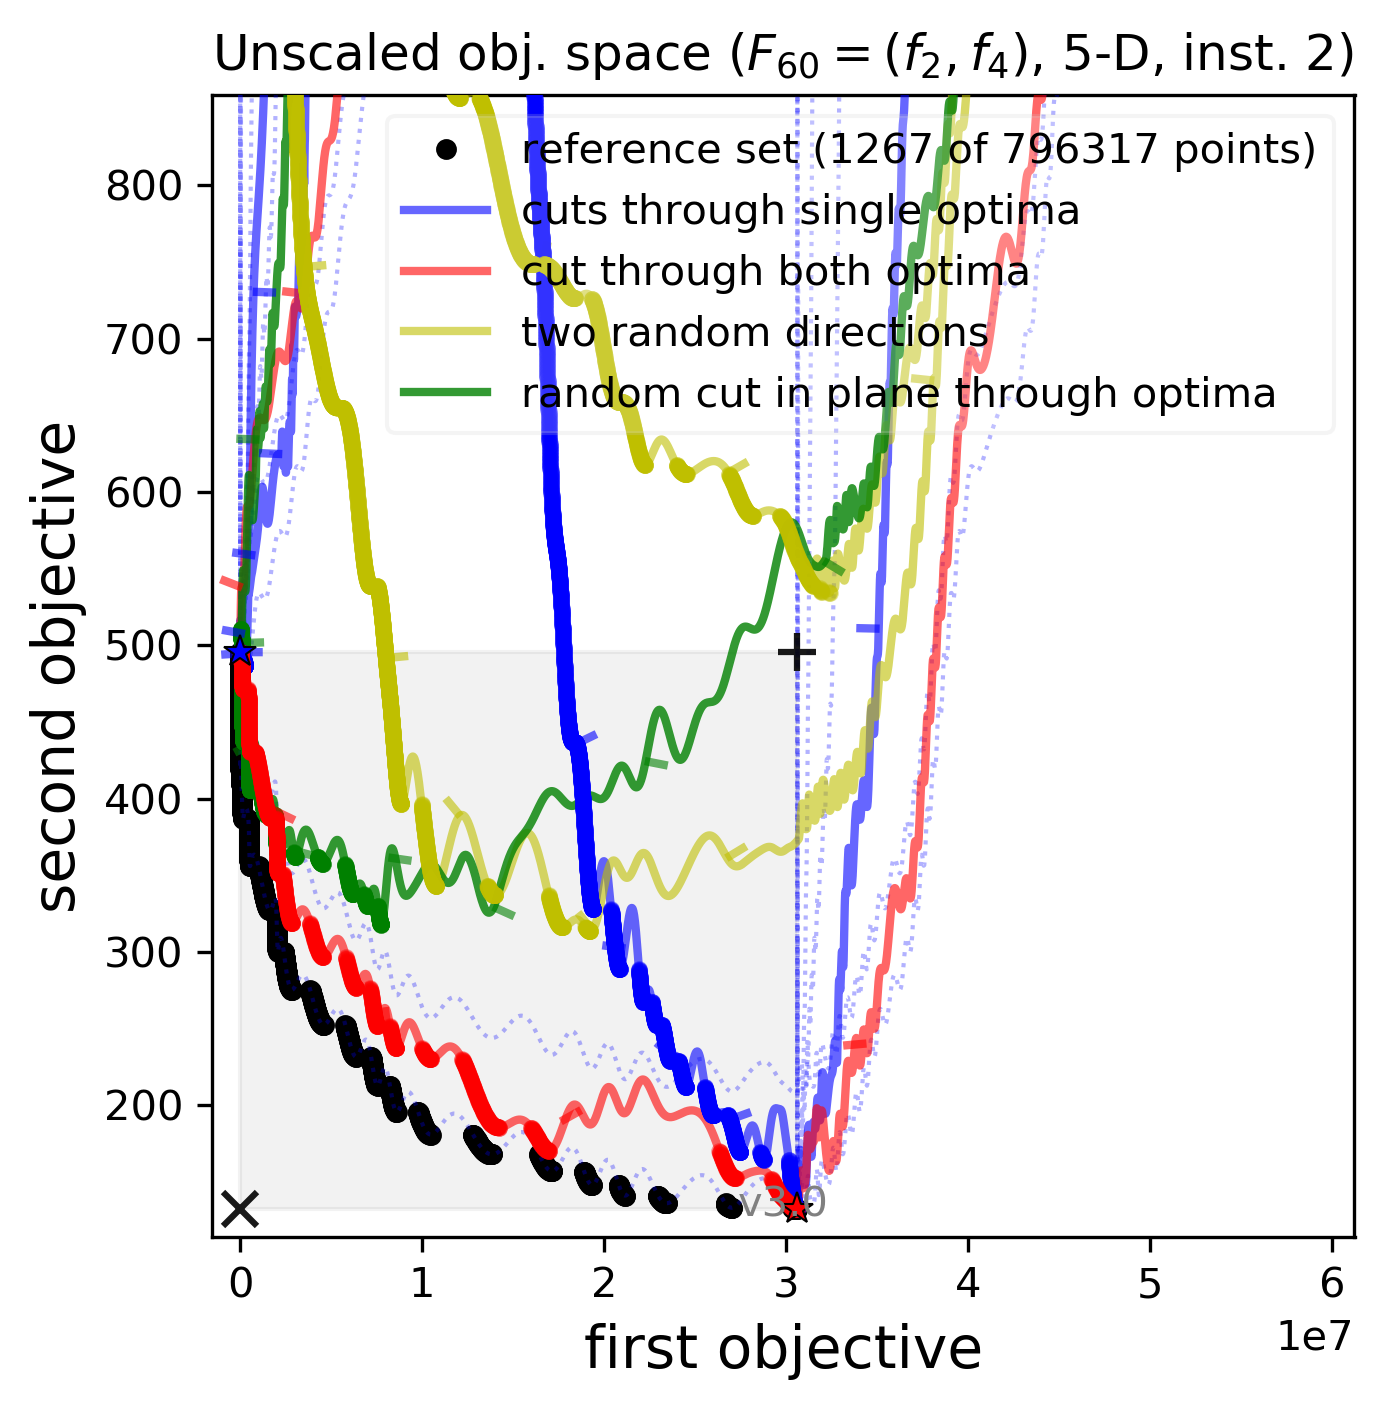 Unscaled obj. space (F₆₀ = (f₂, f₄), 5-D, inst. 2)
reference set (1267 of 796317 points)
cuts through single optima
cut through both optima
two random directions
random cut in plane through optima
second objective
800
700
600
500
400
300
200
v3.0
0 1 2 3 4 5 6
1e7
first objective